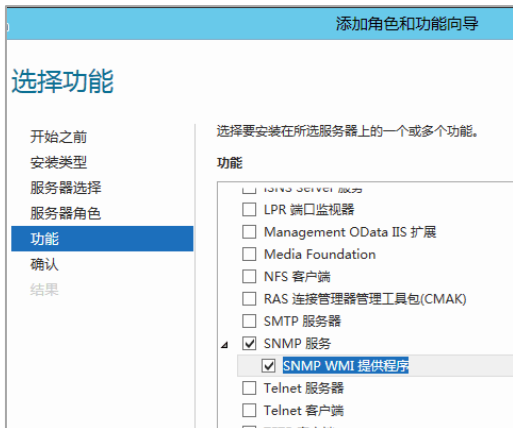 添加角色和功能向导
选择功能
开始之前
安装类型
服务器选择
服务器角色
功能
确认
结果
选择要安装在所选服务器上的一个或多个功能。
功能
iSNS Server 服务
LPR 端口监视器
Management OData IIS 扩展
Media Foundation
NFS 客户端
RAS 连接管理器管理工具包(CMAK)
SMTP 服务器
SNMP 服务
SNMP WMI 提供程序
Telnet 服务器
Telnet 客户端